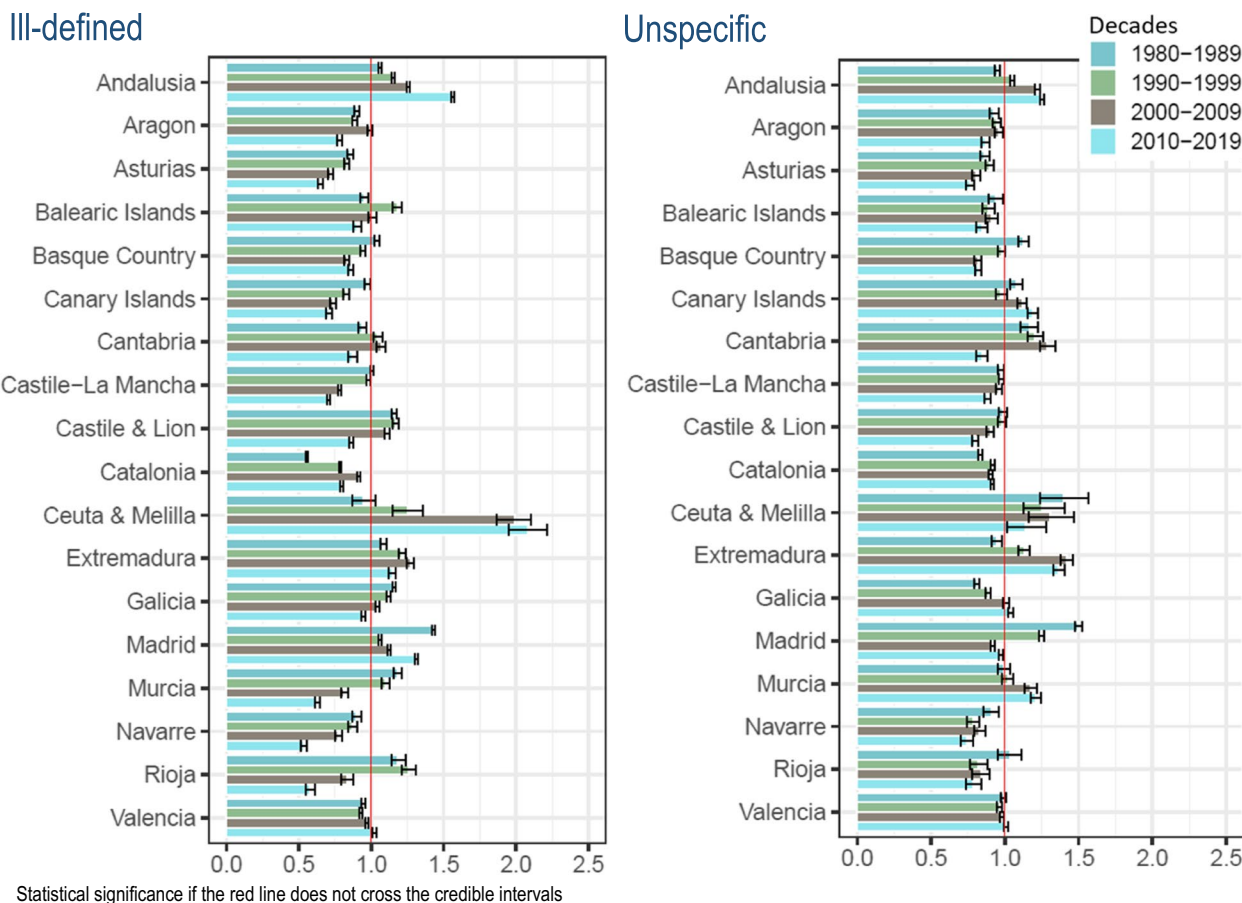 Ill-defined
Andalusia
Aragon
Asturias
Balearic Islands
Basque Country
Canary Islands
Cantabria
Castile−La Mancha
Castile & Lion
Catalonia
Ceuta & Melilla
Extremadura
Galicia
Madrid
Murcia
Navarre
Rioja
Valencia
0.0 0.5 1.0 1.5 2.0 2.5
Statistical significance if the red line does not cross the credible intervals
Unspecific
Andalusia
Aragon
Asturias
Balearic Islands
Basque Country
Canary Islands
Cantabria
Castile−La Mancha
Castile & Lion
Catalonia
Ceuta & Melilla
Extremadura
Galicia
Madrid
Murcia
Navarre
Rioja
Valencia
0.0 0.5 1.0 1.5 2.0 2.5
Decades
1980−1989
1990−1999
2000−2009
2010−2019